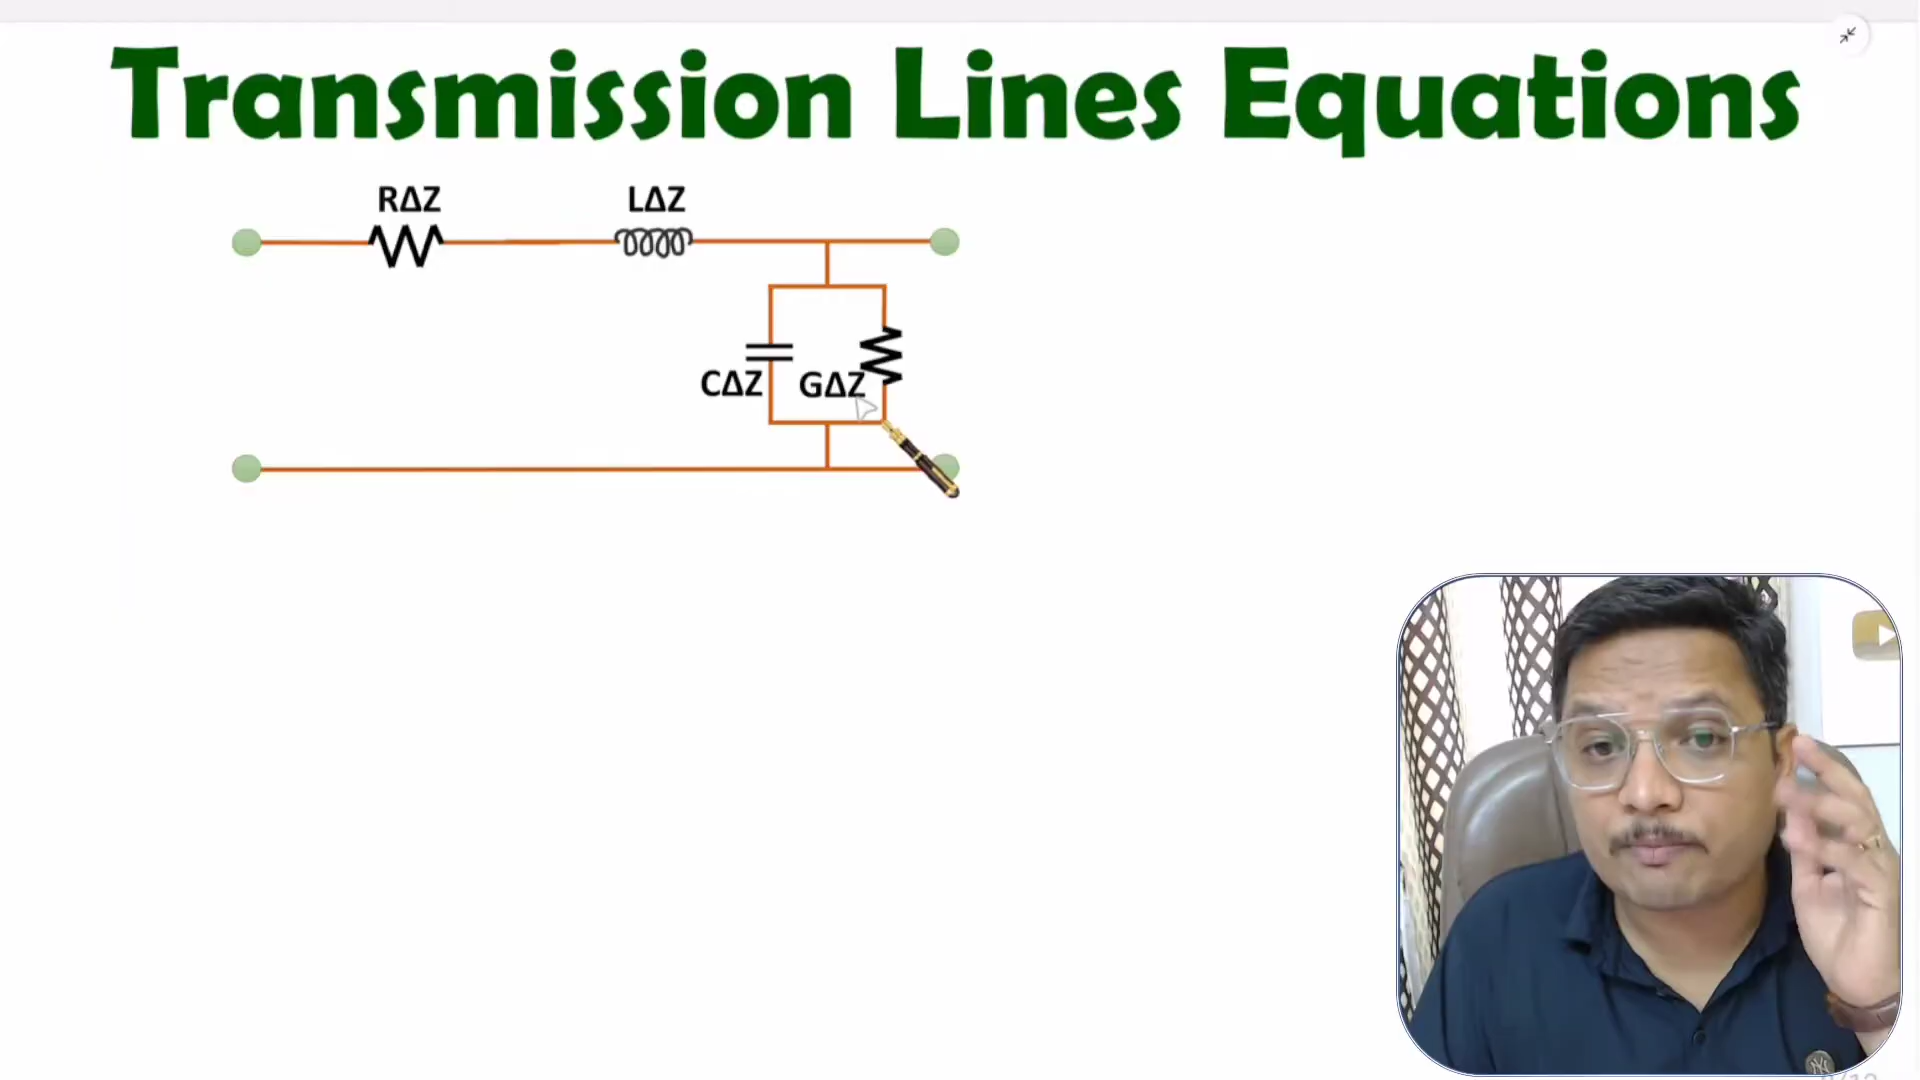 Transmission Lines Equations
RΔZ
LΔZ
CΔZ
GΔZ